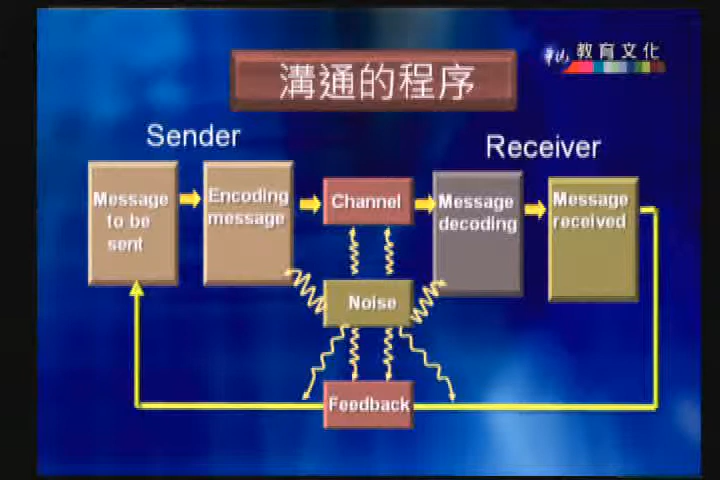 教育文化
溝通的程序
Sender
Receiver
Message
to be
sent
Encoding
message
Channel
Message
decoding
Message
received
Noise
Feedback